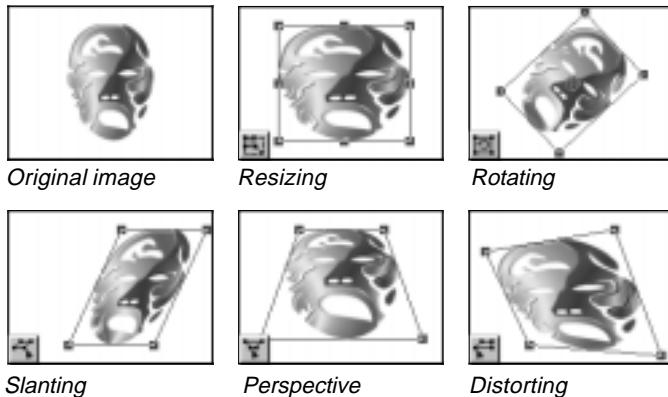 Original image
Resizing
Rotating
Slanting
Perspective
Distorting